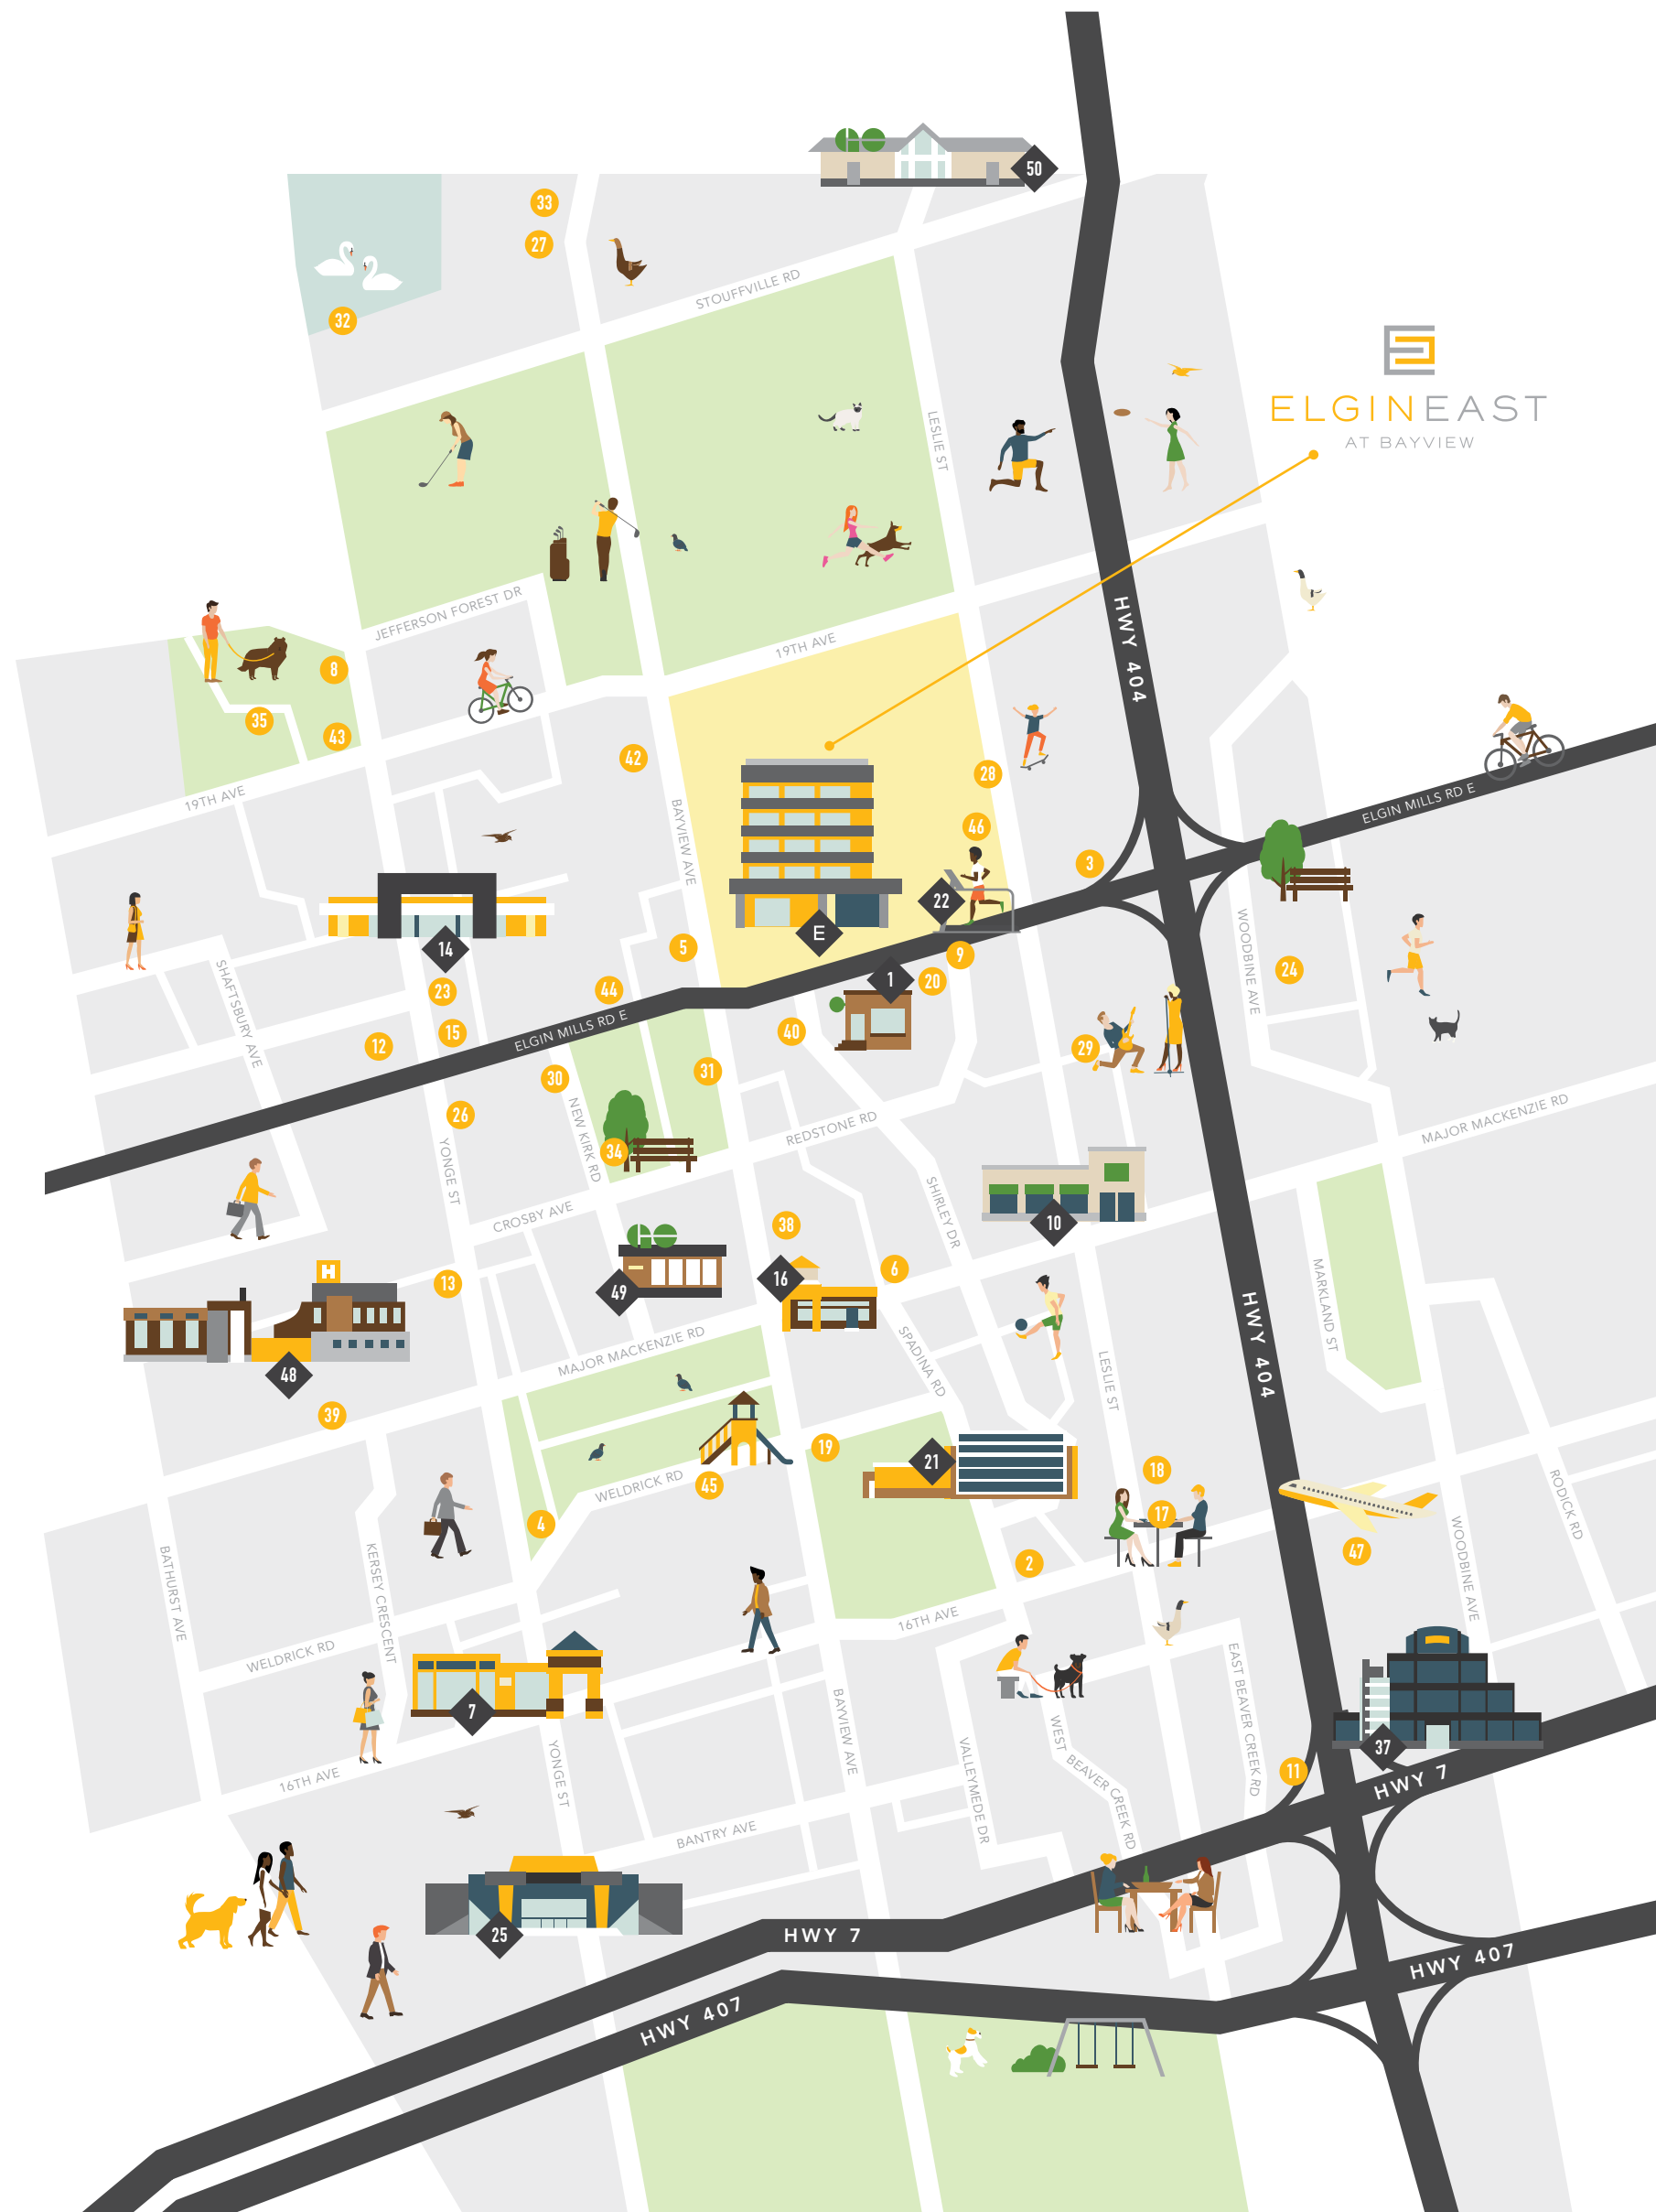 50
33
27
STOUFFVILLE RD
32
ELGINEAST
AT BAYVIEW
LESLIE ST
JEFFERSON FOREST DR
HWY 404
19TH AVE
8
35
43
42
28
19TH AVE
BAYVIEW AVE
46
3
ELGIN MILLS RD E
22
E
14
5
9
WOODBINE AVE
24
SHAFTSBURY AVE
23
44
1
20
12
15
ELGIN MILLS RD E
40
29
30
31
26
NEW KIRK RD
REDSTONE RD
MAJOR MACKENZIE RD
34
YONGE ST
CROSBY AVE
SHIRLEY DR
10
38
H
13
49
16
6
MARKLAND ST
HWY 404
MAJOR MACKENZIE RD
SPADINA RD
LESLIE ST
48
39
19
21
18
WELDRICK RD
45
17
RODICK RD
4
47
2
WOODBINE AVE
BATHURST AVE
KERSEY CRESCENT
16TH AVE
WELDRICK RD
EAST BEAVER CREEK RD
7
BAYVIEW AVE
WEST BEAVER CREEK RD
37
YONGE ST
VALLEYMEDE DR
11
16TH AVE
HWY 7
BANTRY AVE
25
HWY 7
HWY 407
HWY 407